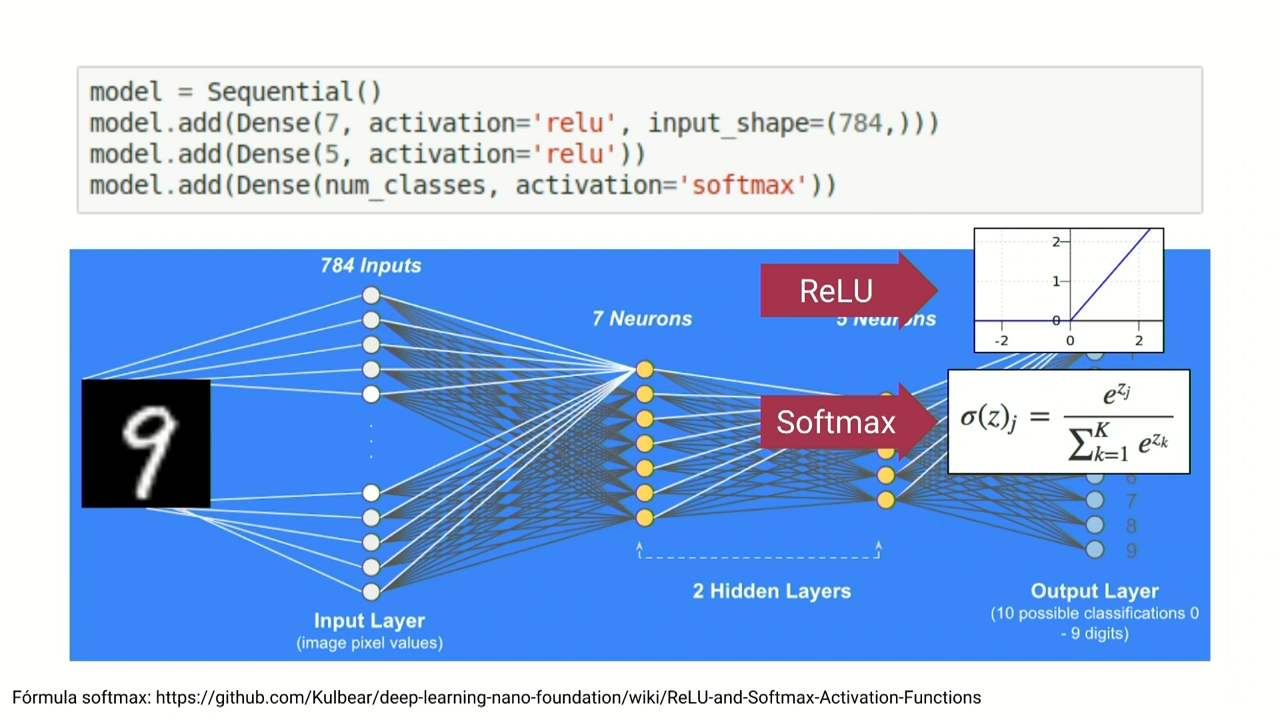 model = Sequential()
model.add(Dense(7, activation='relu', input_shape=(784,)))
model.add(Dense(5, activation='relu'))
model.add(Dense(num_classes, activation='softmax'))
784 Inputs
7 Neurons
5 Neurons
ReLU
2
1
0
-2 0 2
Softmax
σ(z)j = e^zj / ∑k=1^K e^zk
7
8
9
2 Hidden Layers
Input Layer
(image pixel values)
Output Layer
(10 possible classifications 0
- 9 digits)
9
Fórmula softmax: https://github.com/Kulbear/deep-learning-nano-foundation/wiki/ReLU-and-Softmax-Activation-Functions